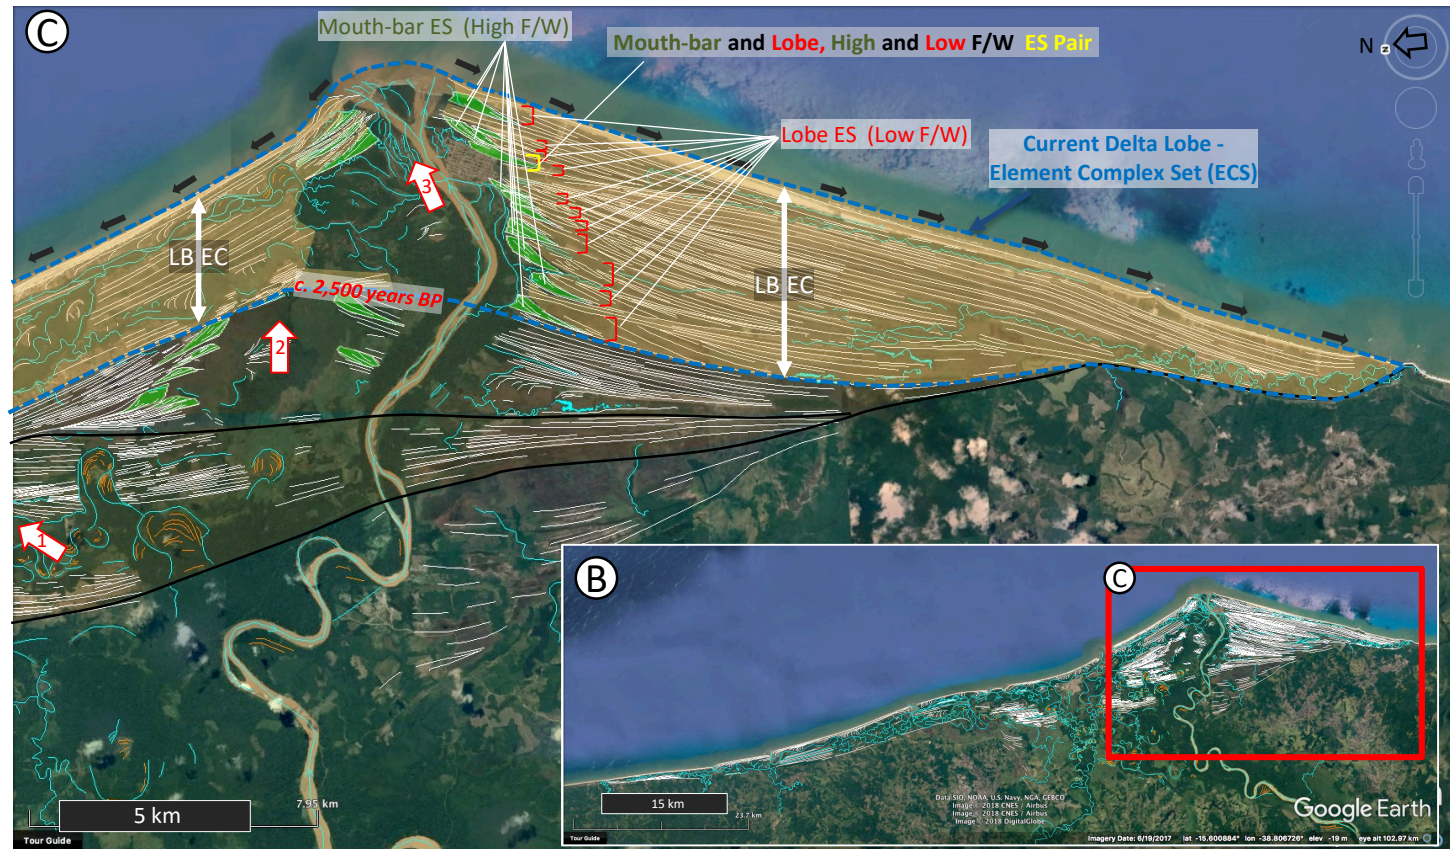 C
Mouth-bar ES (High F/W)
Mouth-bar and Lobe, High and Low F/W ES Pair
N
z
Lobe ES (Low F/W)
Current Delta Lobe -
Element Complex Set (ECS)
3
LB EC
LB EC
c. 2,500 years BP
2
1
B
C
5 km
7.95 km
Tour Guide
15 km
23.7 km
Data SIO, NOAA, U.S. Navy, NGA, GEBCO
Image © 2018 CNES / Airbus
Image © 2018 CNES / Airbus
Image © 2018 DigitalGlobe
Google Earth
Tour Guide
Imagery Date: 6/19/2017 lat -15.600884° lon -38.806726° elev -19 m eye alt 102.97 km